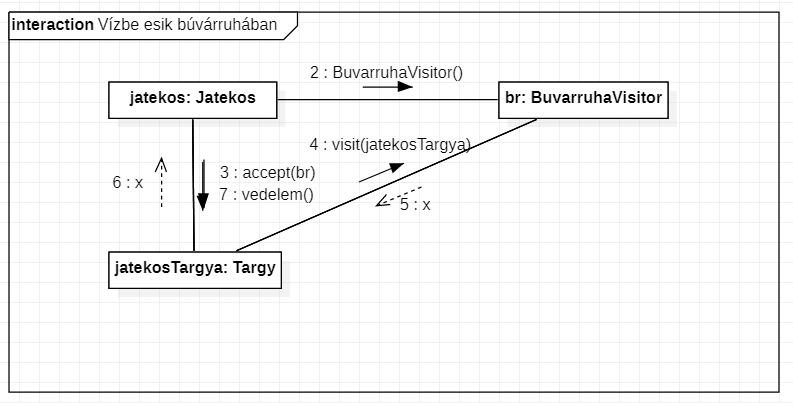 interaction Vízbe esik búvárruhában
2 : BuvarruhaVisitor()
jatekos: Jatekos
br: BuvarruhaVisitor
4 : visit(jatekosTargya)
3 : accept(br)
6 : x
7 : vedelem()
5 : x
jatekosTargya: Targy